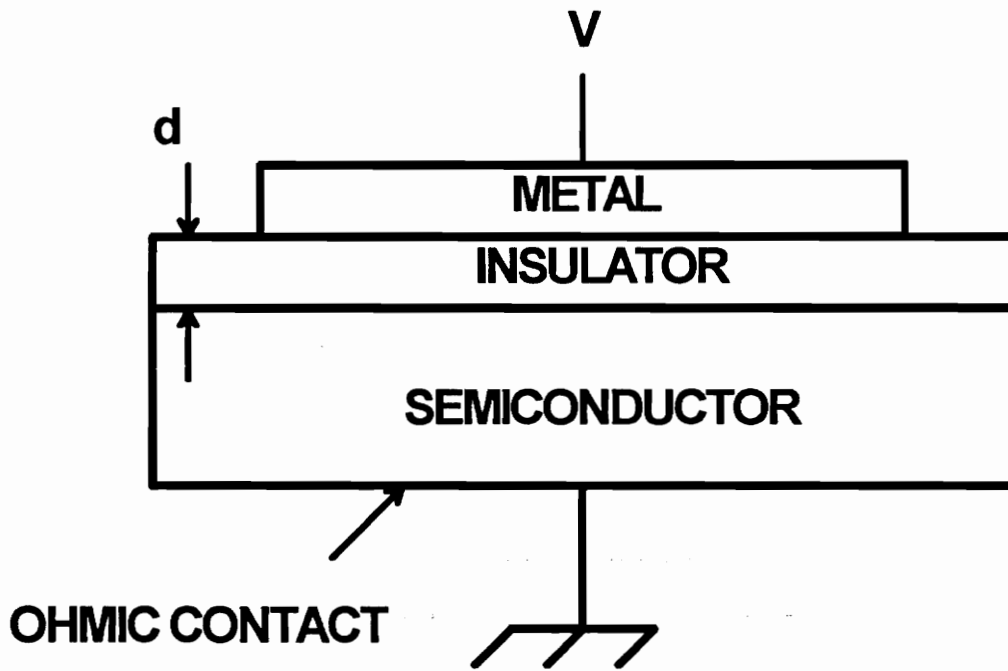 V
d
METAL
INSULATOR
SEMICONDUCTOR
OHMIC CONTACT